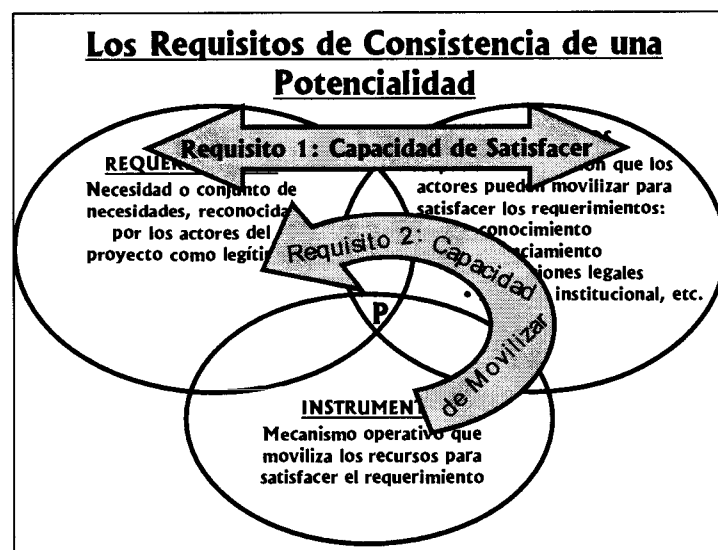 Los Requisitos de Consistencia de una
Potencialidad
Requisito 1: Capacidad de Satisfacer
Necesidad o conjunto de
necesidades,
por los actores del
proyecto como
que los
actores pueden movilizar para
satisfacer los requerimientos:
legales
institucional, etc.
Requisito 2: Capacidad
de Movilizar
P
Mecanismo operativo que
moviliza los recursos para
satisfacer el requerimiento